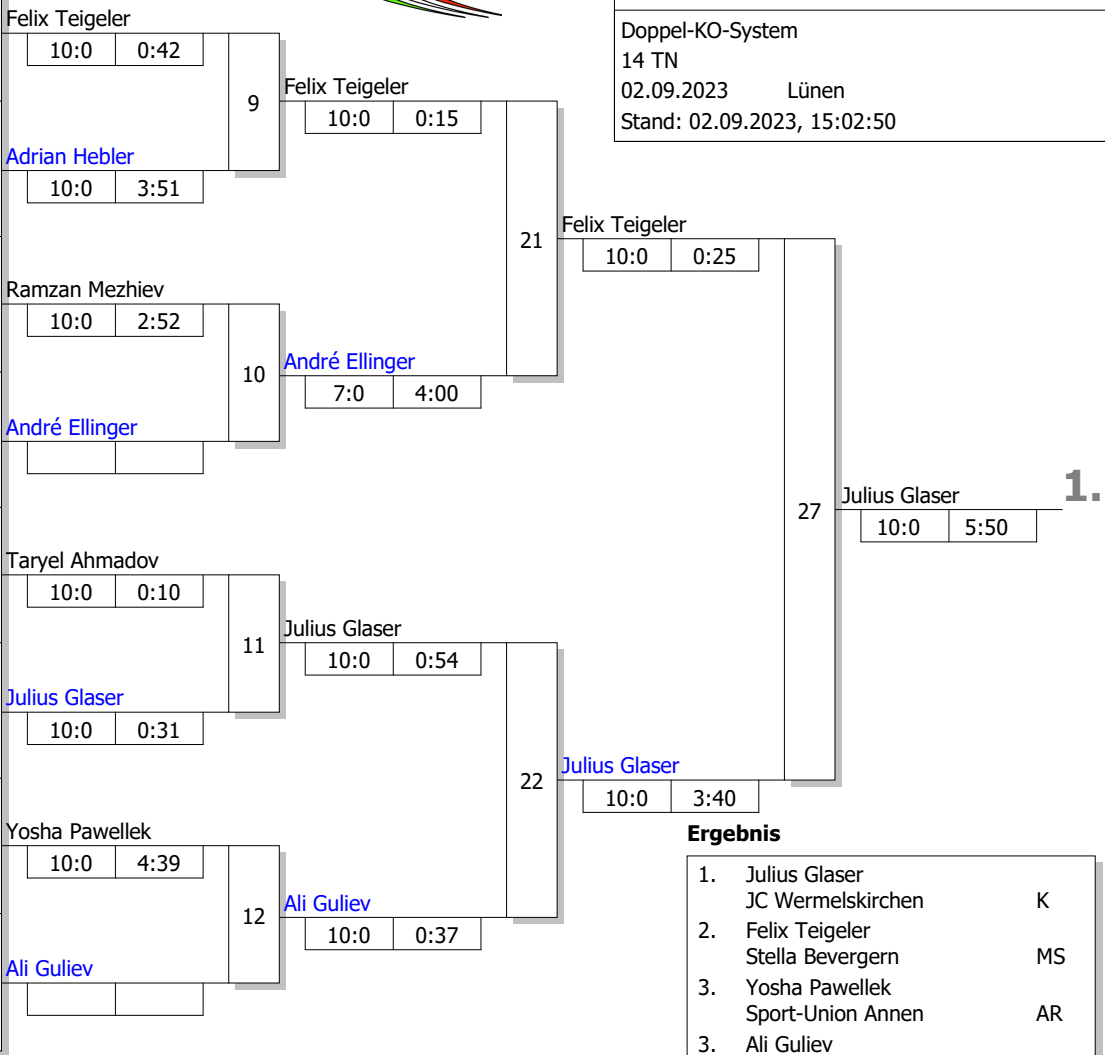 Doppel-KO-System
14 TN
02.09.2023 Lünen
Stand: 02.09.2023, 15:02:50
Felix Teigeler
10:0 0:42
9
Adrian Hebler
10:0 3:51
Ramzan Mezhiev
10:0 2:52
10
André Ellinger
Taryel Ahmadov
10:0 0:10
11
Julius Glaser
10:0 0:31
Yosha Pawellek
10:0 4:39
12
Ali Guliev
Felix Teigeler
10:0 0:15
21
André Ellinger
7:0 4:00
Julius Glaser
10:0 0:54
22
Ali Guliev
10:0 0:37
Felix Teigeler
10:0 0:25
27
Julius Glaser
10:0 3:40
Julius Glaser 1.
10:0 5:50
Ergebnis
1. Julius Glaser
JC Wermelskirchen K
2. Felix Teigeler
Stella Bevergern MS
3. Yosha Pawellek
Sport-Union Annen AR
3. Ali Guliev